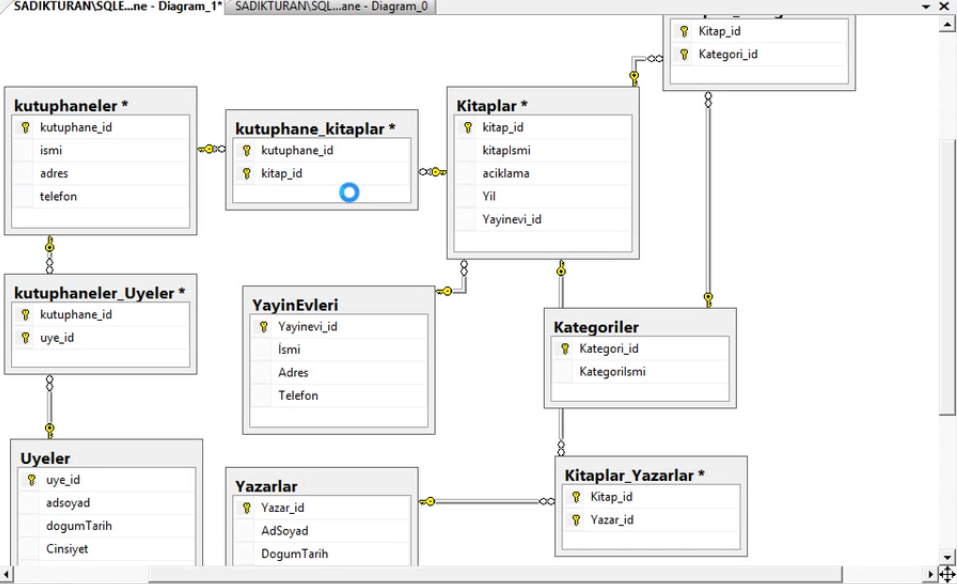 SADIKTURAN\SQLE...ne - Diagram_1*
SADIKTURAN\SQL...ane - Diagram_0
Kitap_id
Kategori_id
kutuphaneler *
kutuphane_id
ismi
adres
telefon
kutuphane_kitaplar *
kutuphane_id
kitap_id
Kitaplar *
kitap_id
kitapIsmi
aciklama
Yil
Yayinevi_id
kutuphaneler_Uyeler *
kutuphane_id
uye_id
YayinEvleri
Yayinevi_id
İsmi
Adres
Telefon
Kategoriler
Kategori_id
KategoriIsmi
Uyeler
uye_id
adsoyad
dogumTarih
Cinsiyet
Yazarlar
Yazar_id
AdSoyad
DogumTarih
Kitaplar_Yazarlar *
Kitap_id
Yazar_id